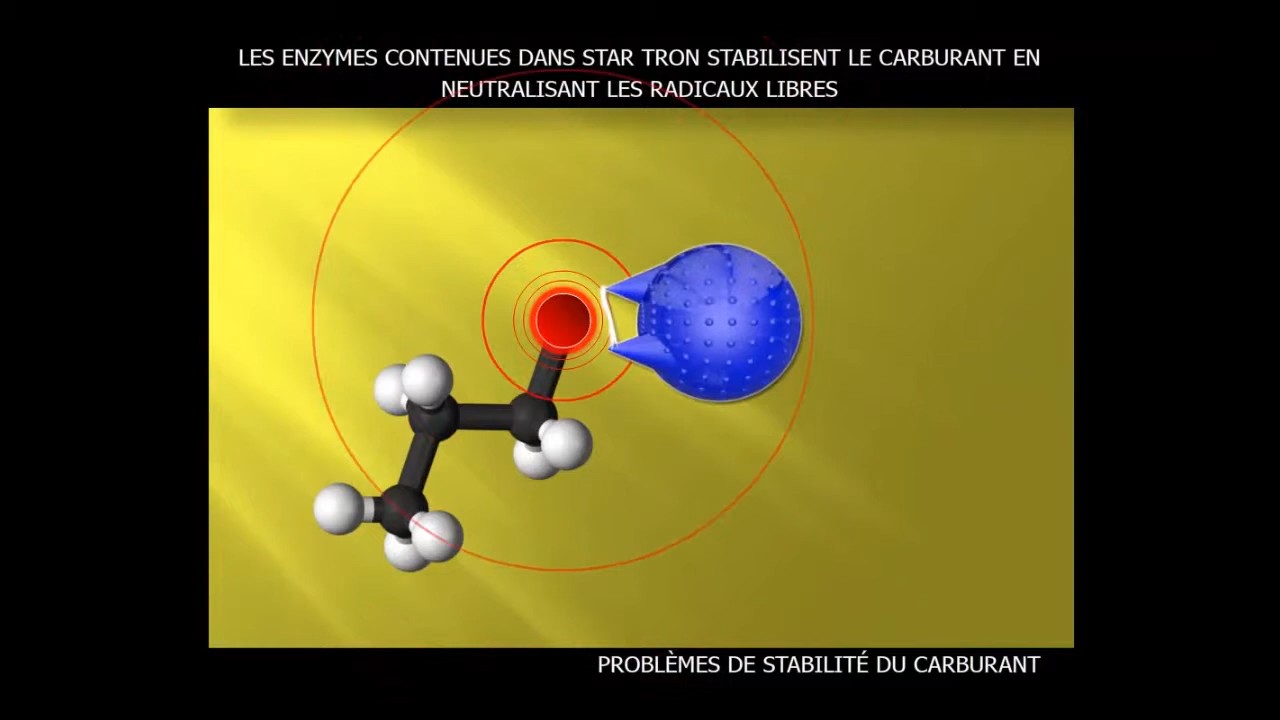 LES ENZYMES CONTENUES DANS STAR TRON STABILISENT LE CARBURANT EN
NEUTRALISANT LES RADICAUX LIBRES
PROBLÈMES DE STABILITÉ DU CARBURANT